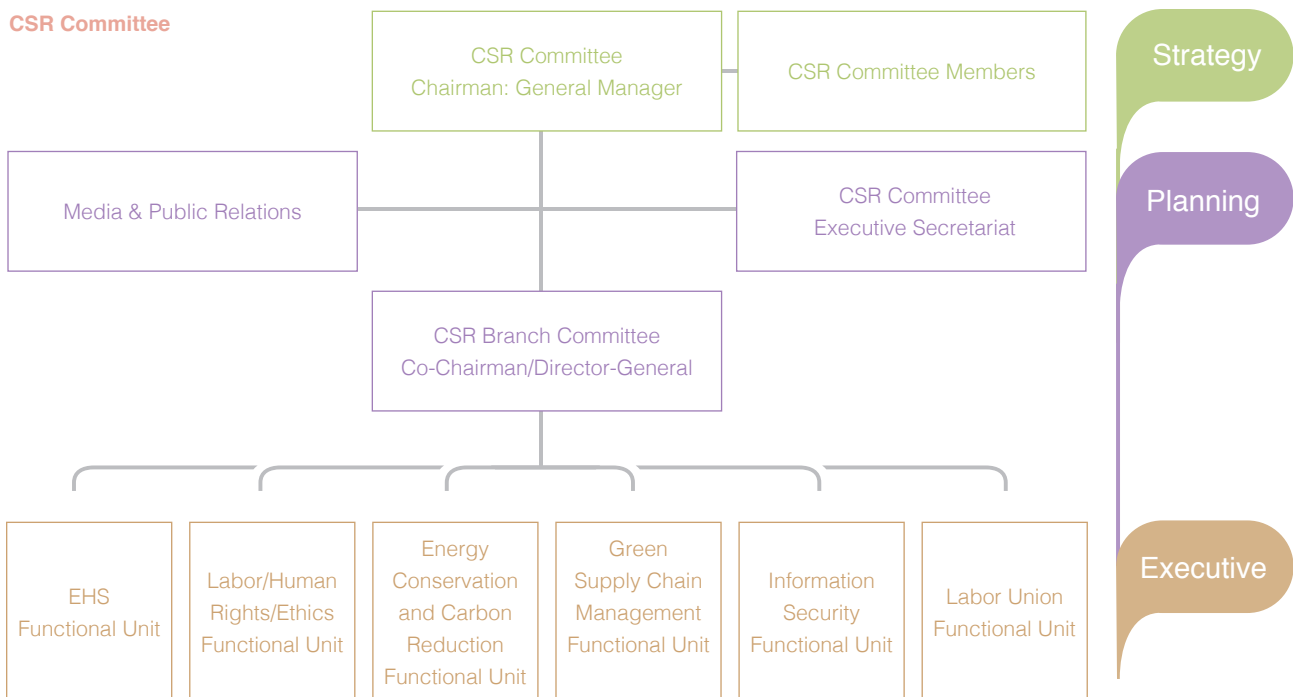 CSR Committee
CSR Committee
Chairman: General Manager
CSR Committee Members
Strategy
Media & Public Relations
CSR Committee
Executive Secretariat
Planning
CSR Branch Committee
Co-Chairman/Director-General
EHS
Functional Unit
Labor/Human
Rights/Ethics
Functional Unit
Energy
Conservation
and Carbon
Reduction
Functional Unit
Green
Supply Chain
Management
Functional Unit
Information
Security
Functional Unit
Labor Union
Functional Unit
Executive